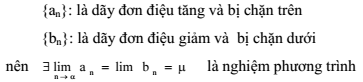 {aₙ}: là dãy đơn điệu tăng và bị chặn trên
{bₙ}: là dãy đơn điệu giảm và bị chặn dưới
nên ∃ lim aₙ = lim bₙ = μ là nghiệm phương trình
n→α